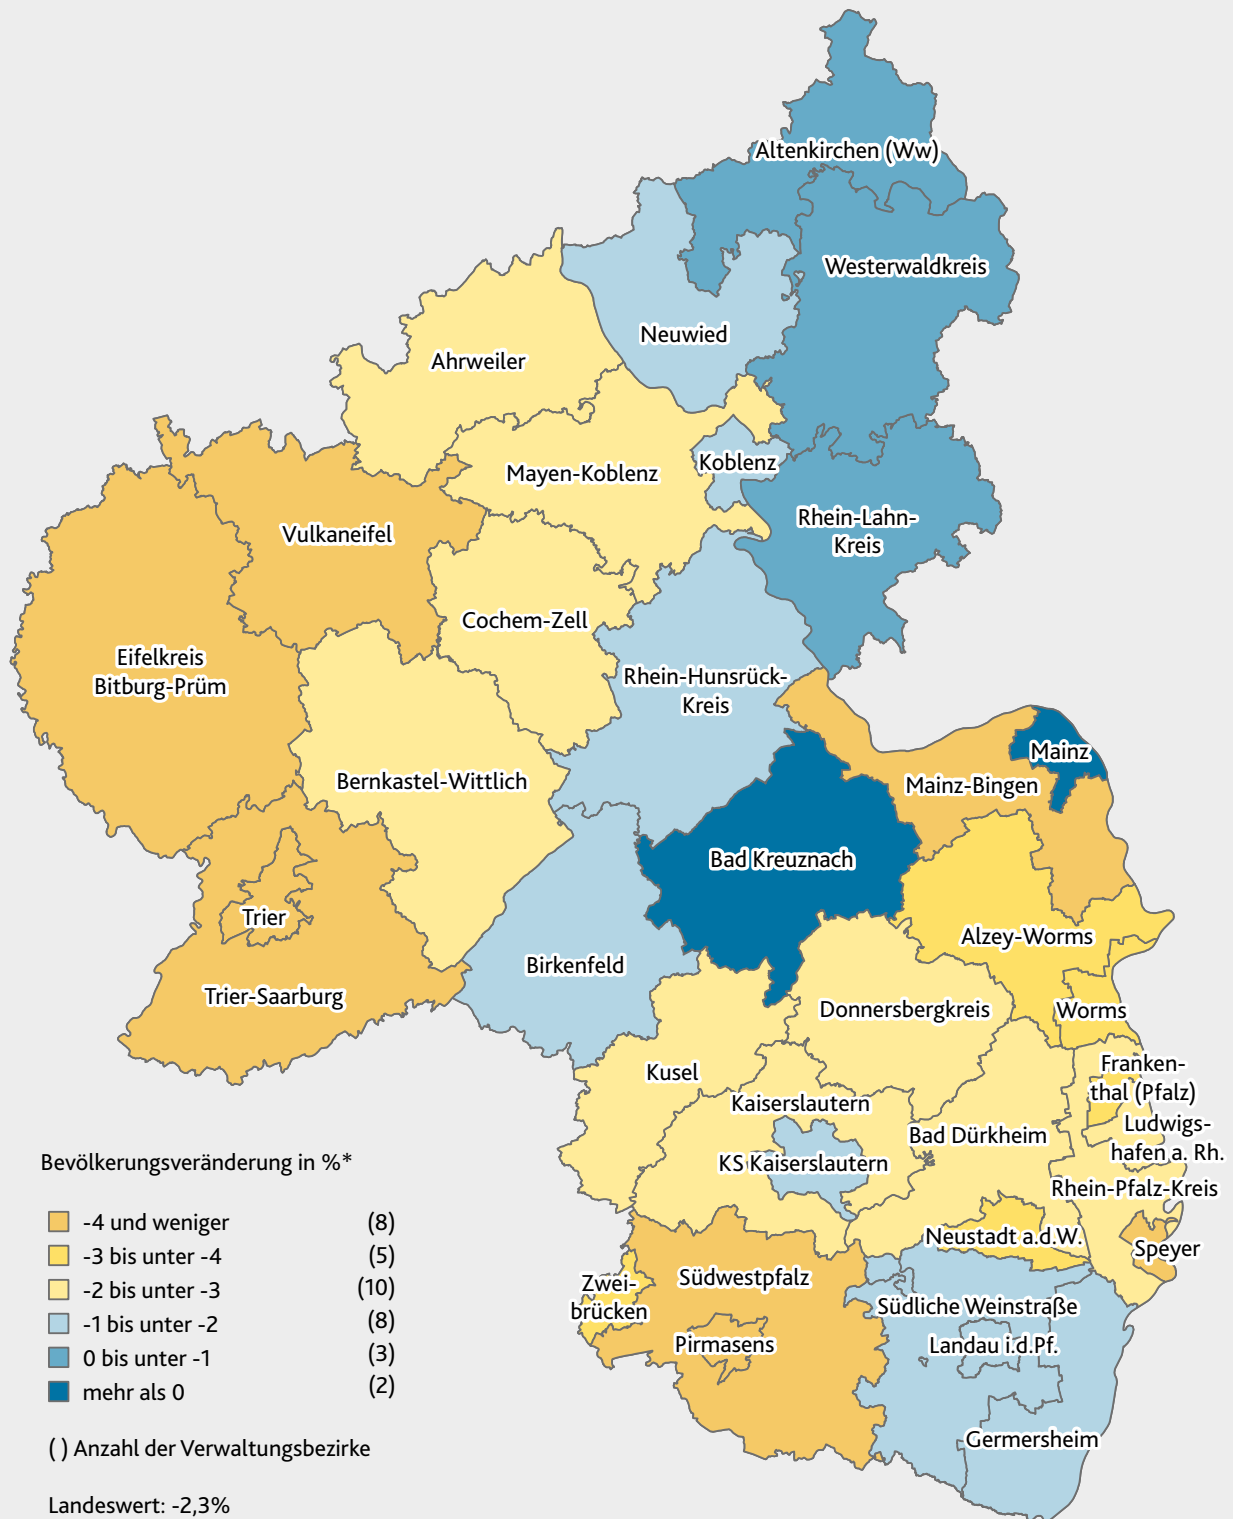 Altenkirchen (Ww)
Westerwaldkreis
Neuwied
Ahrweiler
Koblenz
Mayen-Koblenz
Rhein-Lahn-
Kreis
Vulkaneifel
Cochem-Zell
Eifelkreis
Bitburg-Prüm
Rhein-Hunsrück-
Kreis
Mainz
Bernkastel-Wittlich
Mainz-Bingen
Bad Kreuznach
Trier
Alzey-Worms
Birkenfeld
Trier-Saarburg
Donnersbergkreis
Worms
Kusel
Franken-
thal (Pfalz)
Kaiserslautern
Ludwigs-
hafen a. Rh.
Bad Dürkheim
KS Kaiserslautern
Rhein-Pfalz-Kreis
Neustadt a.d.W.
Speyer
Südwestpfalz
Zwei-
brücken
Südliche Weinstraße
Pirmasens
Landau i.d.Pf.
Germersheim
Bevölkerungsveränderung in %*
-4 und weniger (8)
-3 bis unter -4 (5)
-2 bis unter -3 (10)
-1 bis unter -2 (8)
0 bis unter -1 (3)
mehr als 0 (2)
( ) Anzahl der Verwaltungsbezirke
Landeswert: -2,3%